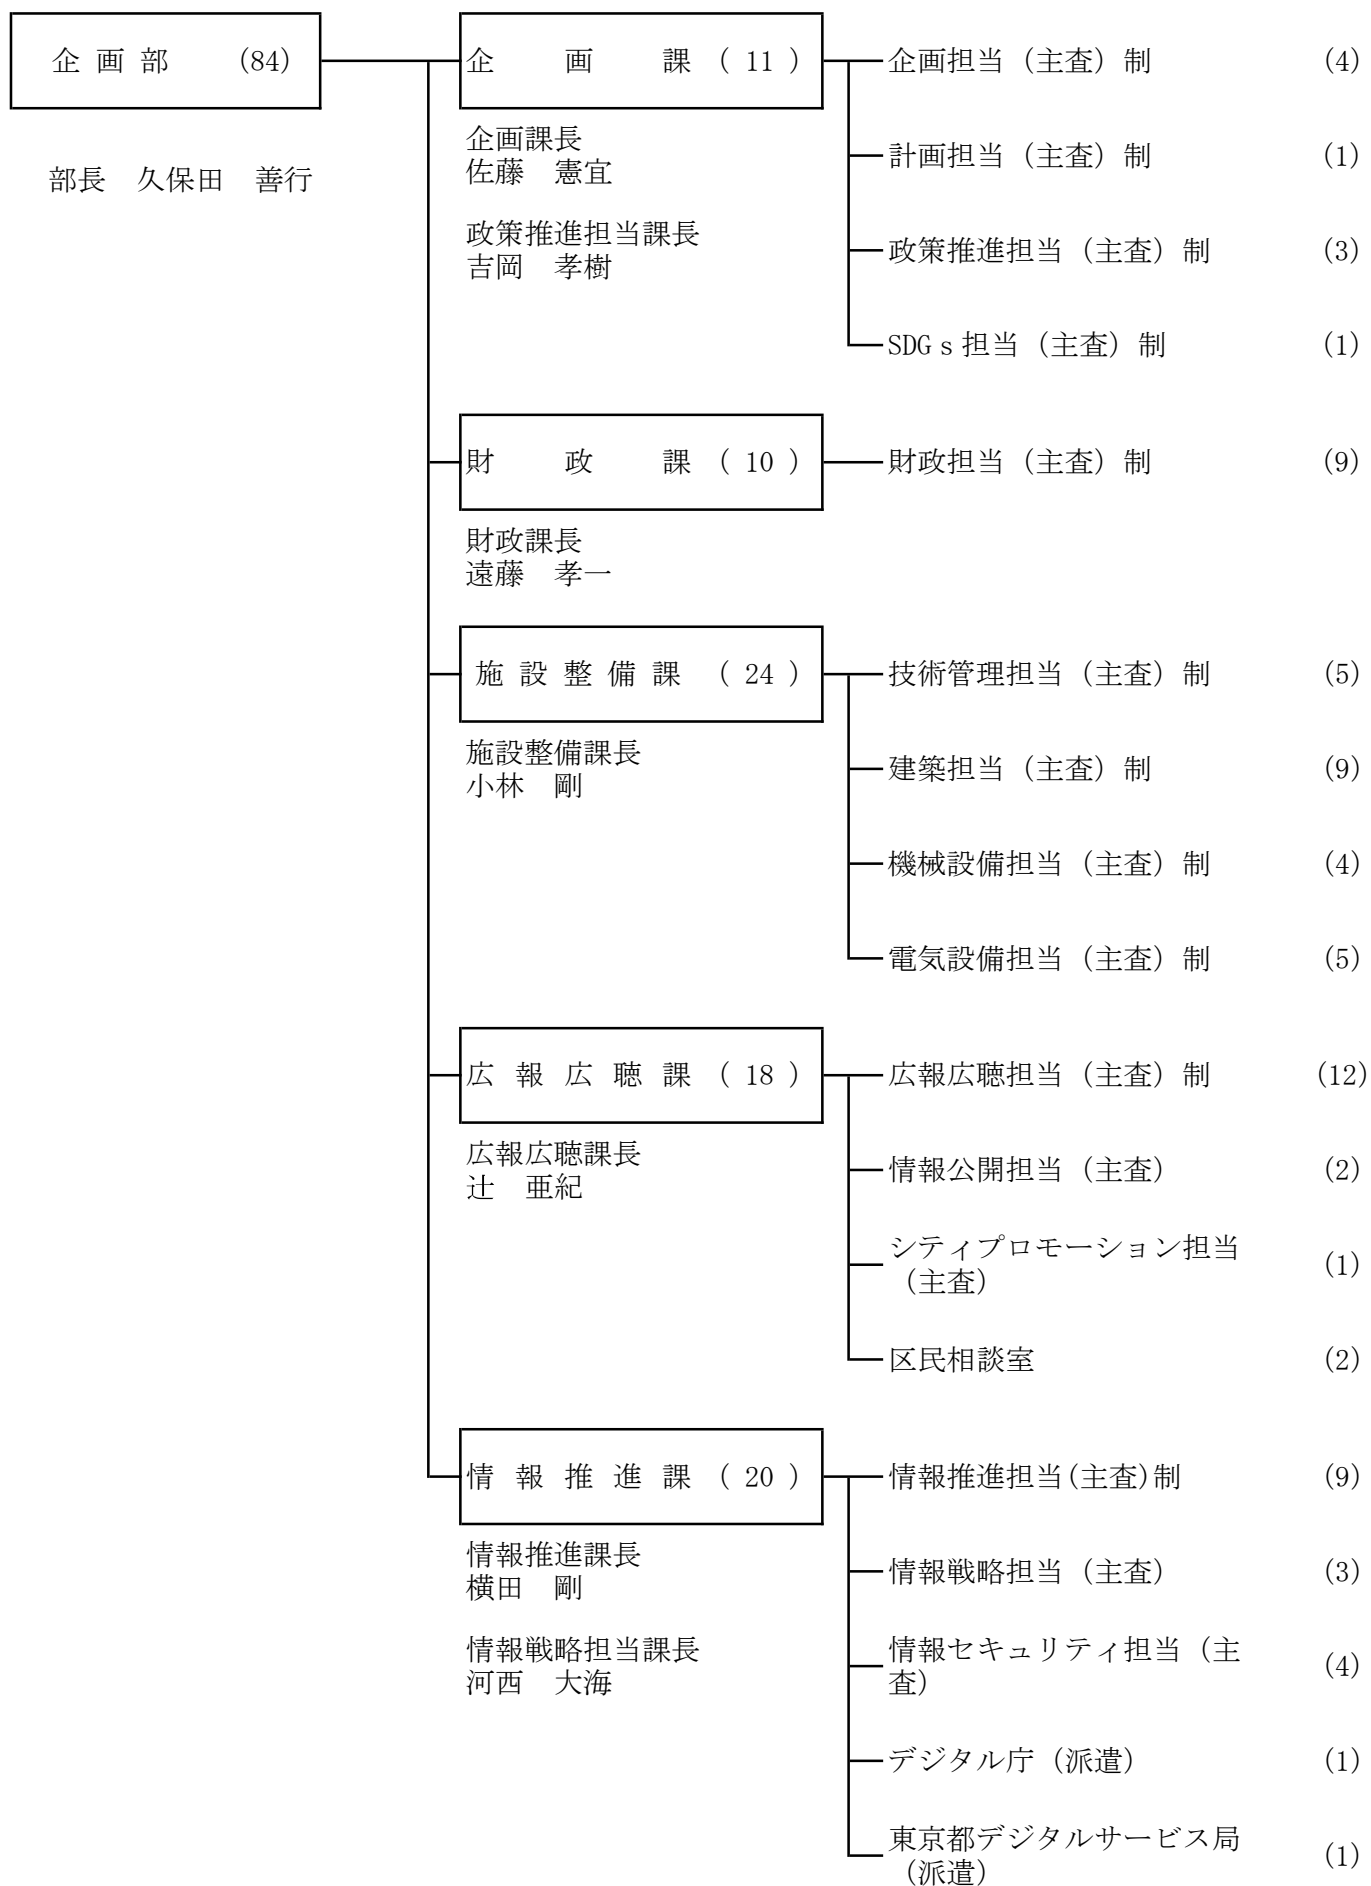 企画部 (84)
部長 久保田 善行
企画課(11)
企画課長
佐藤 憲宜
政策推進担当課長
吉岡 孝樹
企画担当（主査）制 (4)
計画担当（主査）制 (1)
政策推進担当（主査）制 (3)
SDGｓ担当（主査）制 (1)
財政課(10)
財政課長
遠藤 孝一
財政担当（主査）制 (9)
施設整備課(24)
施設整備課長
小林 剛
技術管理担当（主査）制 (5)
建築担当（主査）制 (9)
機械設備担当（主査）制 (4)
電気設備担当（主査）制 (5)
広報広聴課(18)
広報広聴課長
辻 亜紀
広報広聴担当（主査）制 (12)
情報公開担当（主査） (2)
シティプロモーション担当
（主査） (1)
区民相談室 (2)
情報推進課(20)
情報推進課長
横田 剛
情報戦略担当課長
河西 大海
情報推進担当(主査)制 (9)
情報戦略担当（主査） (3)
情報セキュリティ担当（主
査） (4)
デジタル庁（派遣） (1)
東京都デジタルサービス局
（派遣） (1)